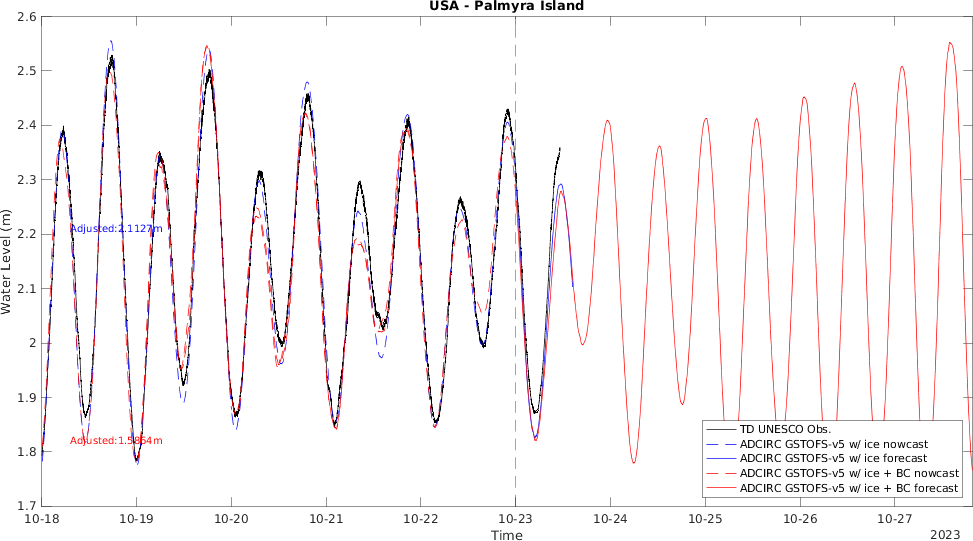 USA - Palmyra Island
2.6
2.5
2.4
2.3
2.2
2.1
2
1.9
1.8
1.7
Water Level (m)
Adjusted:2.1127m
Adjusted:1.5864m
TD UNESCO Obs.
ADCIRC GSTOFS-v5 w/ ice nowcast
ADCIRC GSTOFS-v5 w/ ice forecast
ADCIRC GSTOFS-v5 w/ ice + BC nowcast
ADCIRC GSTOFS-v5 w/ ice + BC forecast
10-18 10-19 10-20 10-21 10-22 10-23 10-24 10-25 10-26 10-27
Time
2023